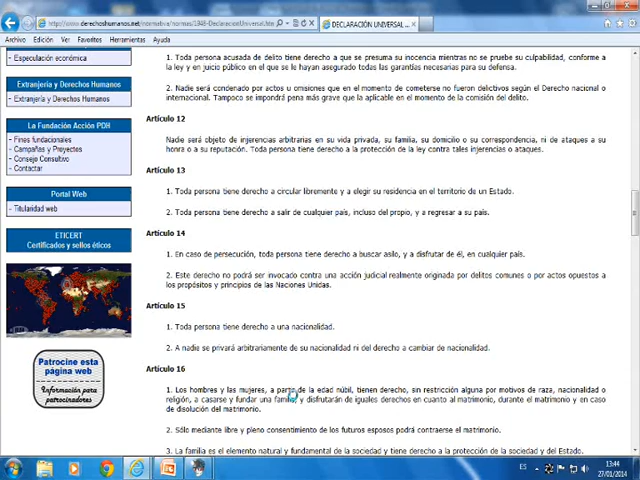 http://www.derechoshumanos.net/normativa/normas/1948-DeclaracionUniversal.htm
DECLARACIÓN UNIVERSAL ...
Archivo Edición Ver Favoritos Herramientas Ayuda
- Especulación económica
Extranjería y Derechos Humanos
- Extranjería y Derechos Humanos
La Fundación Acción PDH
- Fines fundacionales
- Campañas y Proyectos
- Consejo Consultivo
- Contactar
Portal Web
- Titularidad web
ETICERT
Certificados y sellos éticos
Patrocine esta
página web
Información para
patrocinadores
1. Toda persona acusada de delito tiene derecho a que se presuma su inocencia mientras no se pruebe su culpabilidad, conforme a
la ley y en juicio público en el que se le hayan asegurado todas las garantías necesarias para su defensa.
2. Nadie será condenado por actos u omisiones que en el momento de cometerse no fueron delictivos según el Derecho nacional o
internacional. Tampoco se impondrá pena más grave que la aplicable en el momento de la comisión del delito.
Artículo 12
Nadie será objeto de injerencias arbitrarias en su vida privada, su familia, su domicilio o su correspondencia, ni de ataques a su
honra o a su reputación. Toda persona tiene derecho a la protección de la ley contra tales injerencias o ataques.
Artículo 13
1. Toda persona tiene derecho a circular libremente y a elegir su residencia en el territorio de un Estado.
2. Toda persona tiene derecho a salir de cualquier país, incluso del propio, y a regresar a su país.
Artículo 14
1. En caso de persecución, toda persona tiene derecho a buscar asilo, y a disfrutar de él, en cualquier país.
2. Este derecho no podrá ser invocado contra una acción judicial realmente originada por delitos comunes o por actos opuestos a
los propósitos y principios de las Naciones Unidas.
Artículo 15
1. Toda persona tiene derecho a una nacionalidad.
2. A nadie se privará arbitrariamente de su nacionalidad ni del derecho a cambiar de nacionalidad.
Artículo 16
1. Los hombres y las mujeres, a partir de la edad núbil, tienen derecho, sin restricción alguna por motivos de raza, nacionalidad o
religión, a casarse y fundar una familia, y disfrutarán de iguales derechos en cuanto al matrimonio, durante el matrimonio y en caso
de disolución del matrimonio.
2. Sólo mediante libre y pleno consentimiento de los futuros esposos podrá contraerse el matrimonio.
3. La familia es el elemento natural y fundamental de la sociedad y tiene derecho a la protección de la sociedad y del Estado.
ES
13:44
27/01/2014